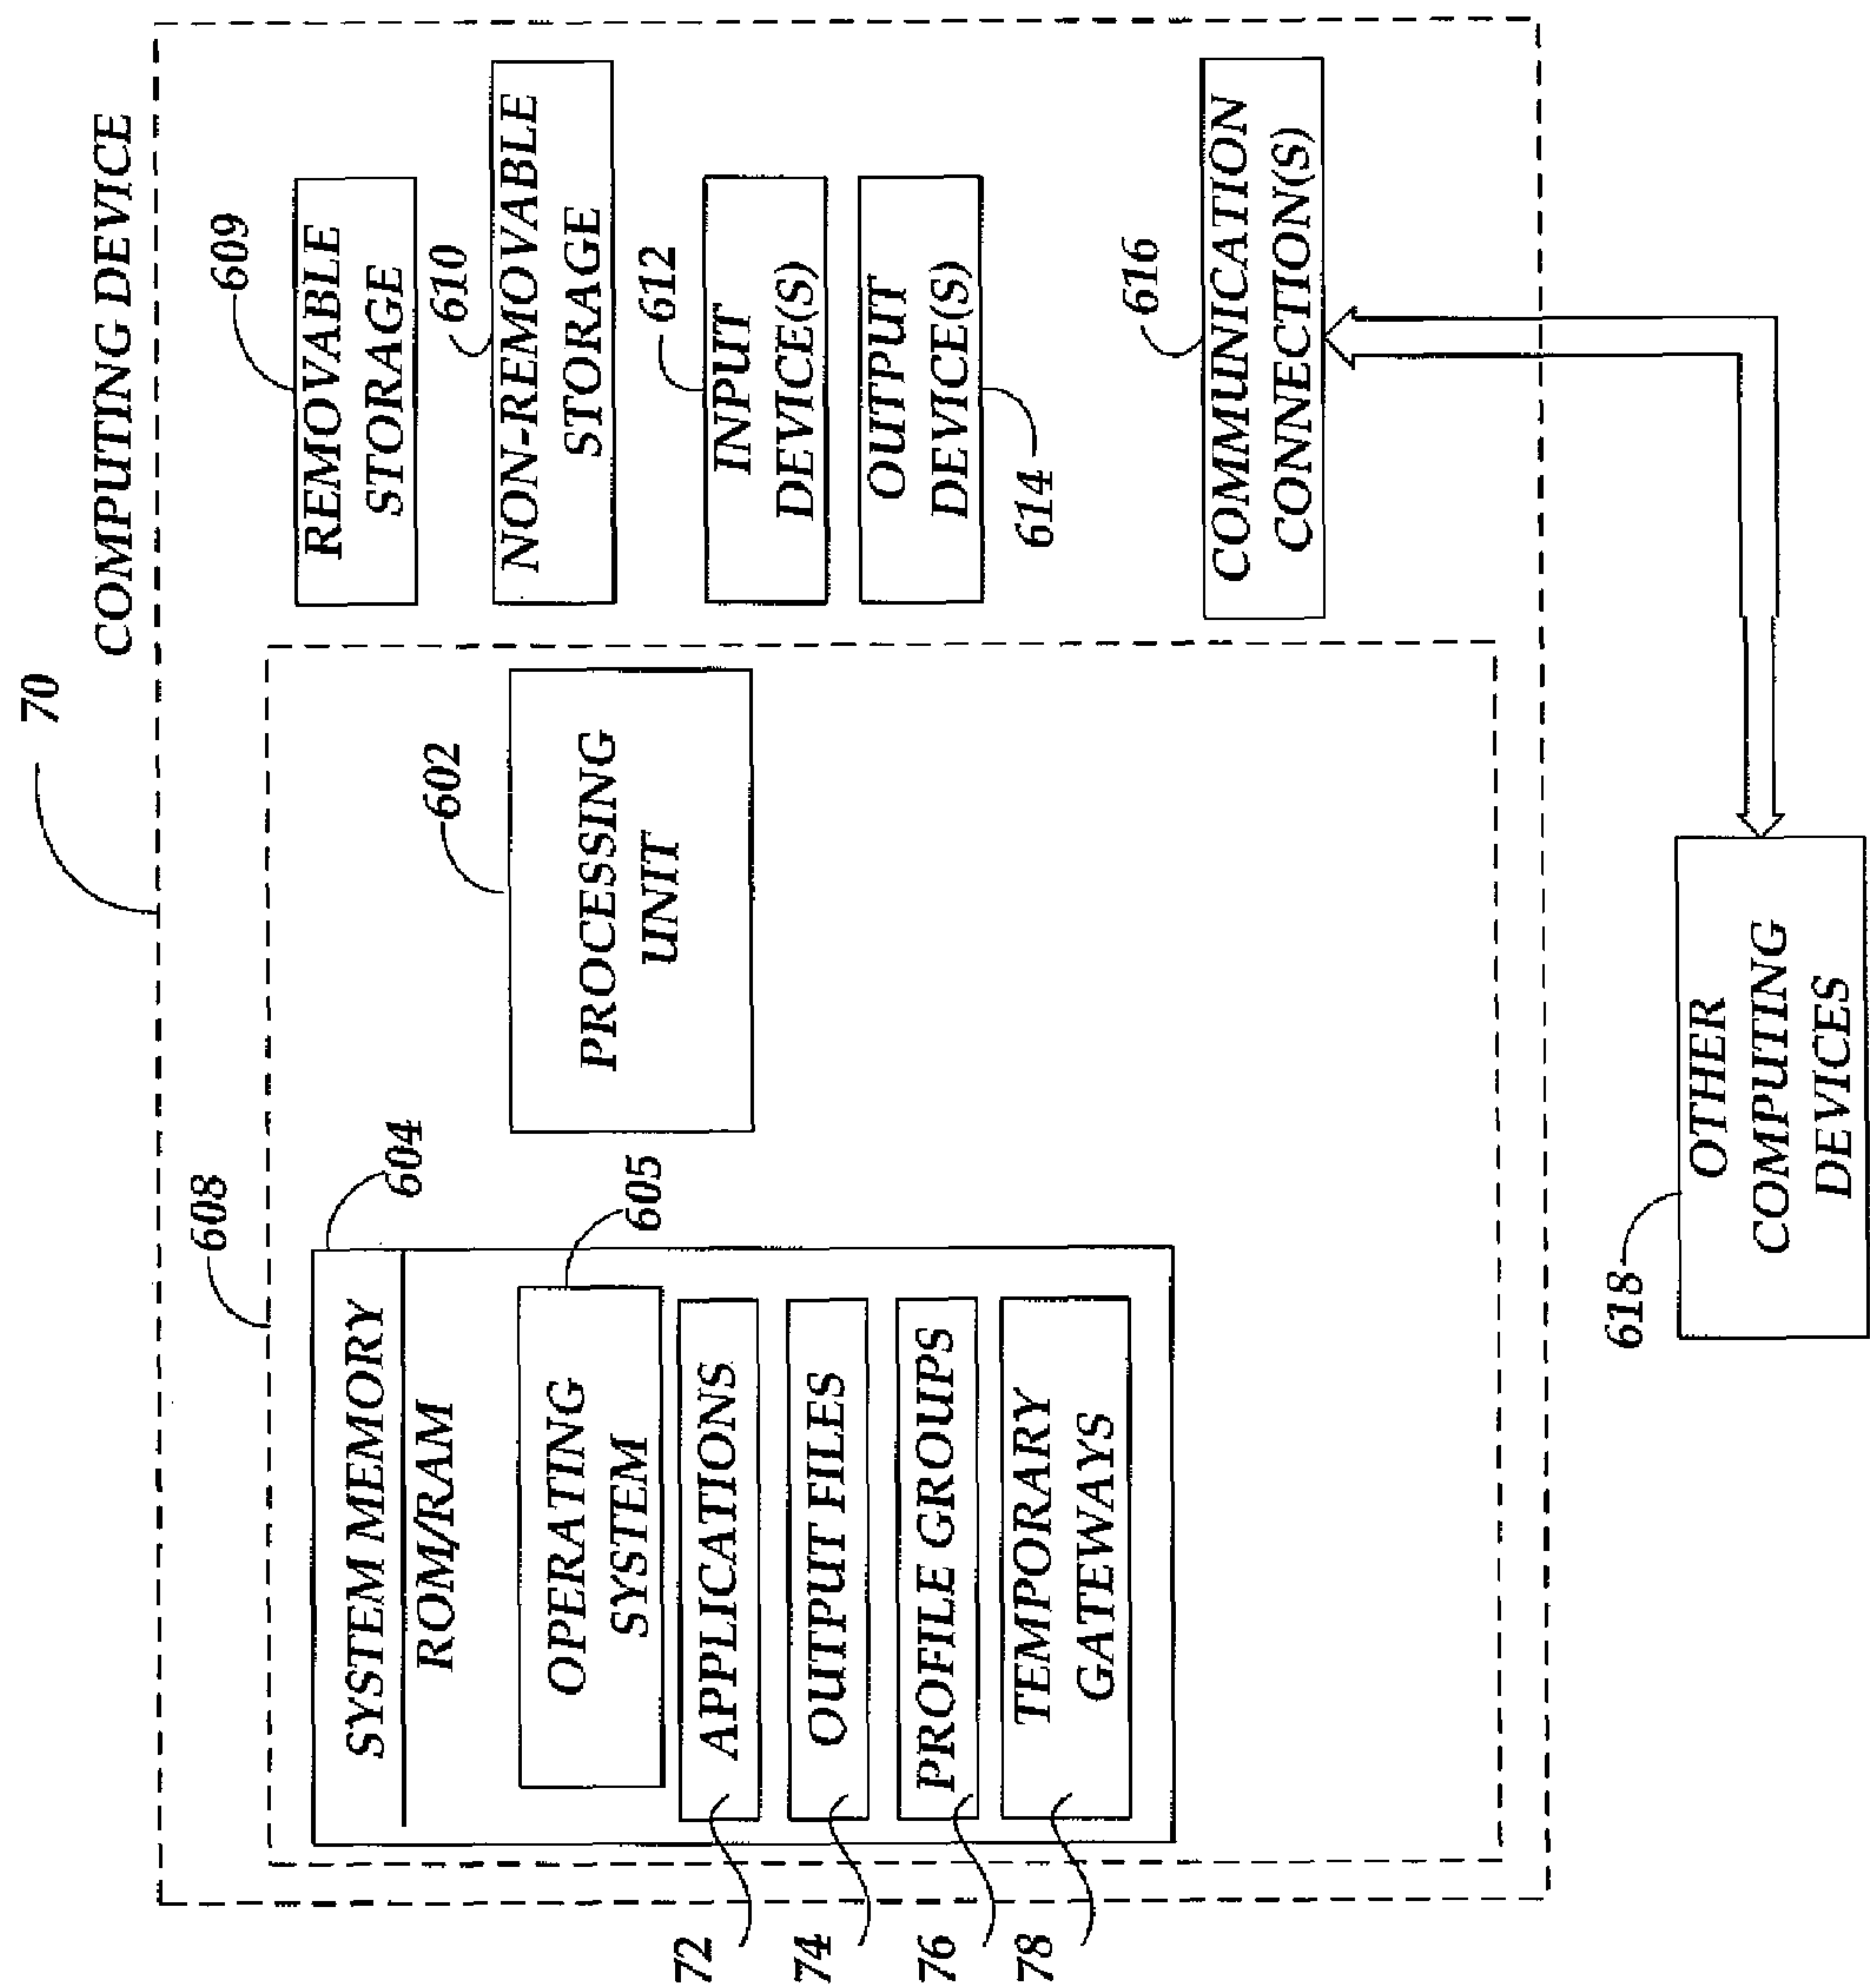 70
COMPUTING DEVICE
608
604
SYSTEM MEMORY
ROM/RAM
605
OPERATING
SYSTEM
72
APPLICATIONS
74
OUTPUT FILES
76
PROFILE GROUPS
78
TEMPORARY
GATEWAYS
602
PROCESSING
UNIT
609
REMOVABLE
STORAGE
610
NON-REMOVABLE
STORAGE
612
INPUT
DEVICE(S)
OUTPUT
DEVICE(S)
614
616
COMMUNICATION
CONNECTION(S)
618
OTHER
COMPUTING
DEVICES